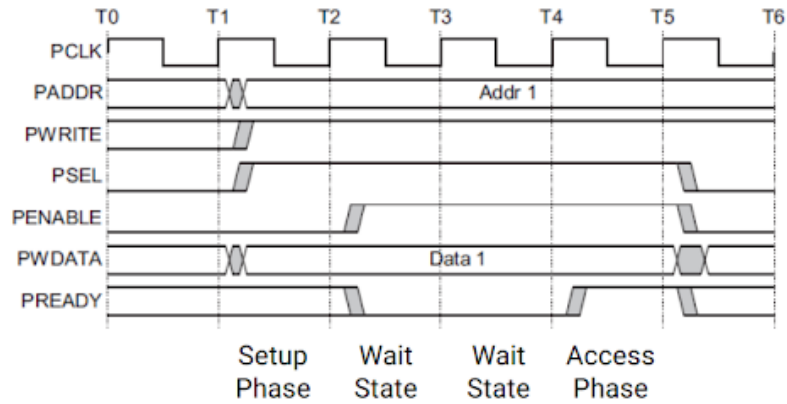 T0 T1 T2 T3 T4 T5 T6
PCLK
PADDR Addr 1
PWRITE
PSEL
PENABLE
PWDATA Data 1
PREADY
Setup Wait Wait Access
Phase State State Phase